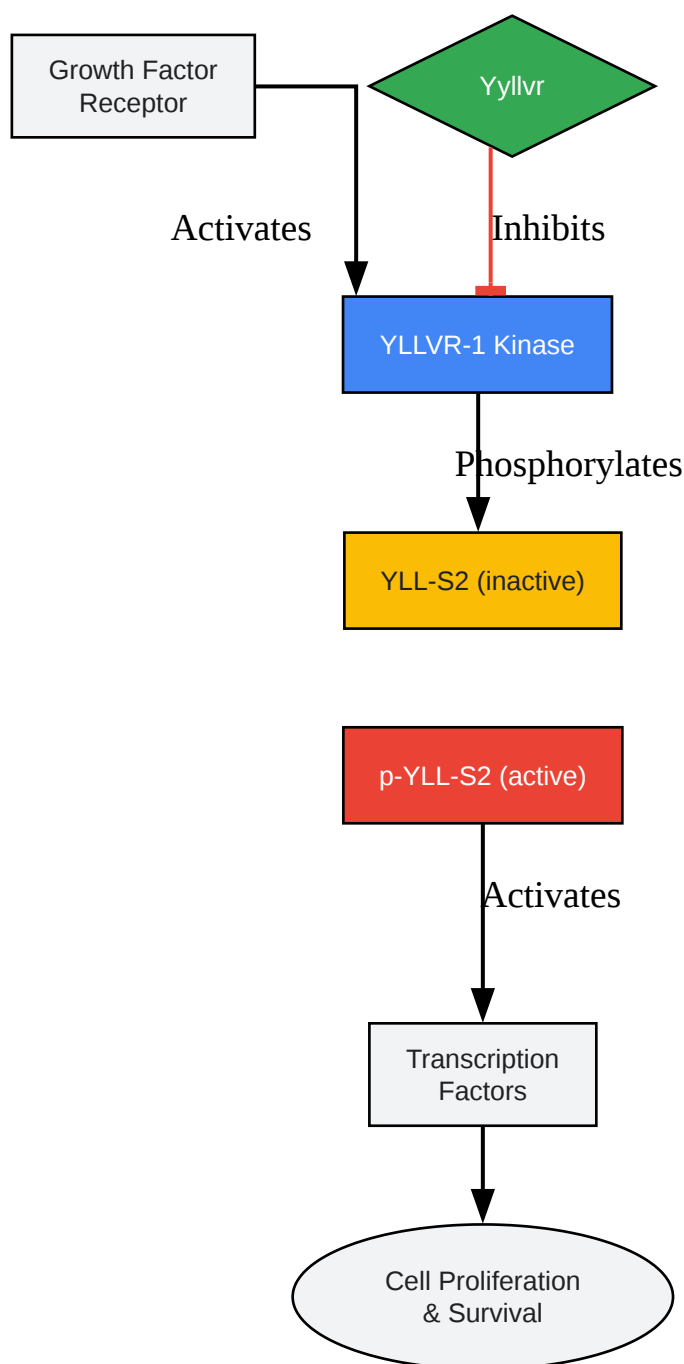 Growth Factor
Receptor
Yyllvr
Activates
Inhibits
YLLVR-1 Kinase
Phosphorylates
YLL-S2 (inactive)
p-YLL-S2 (active)
Activates
Transcription
Factors
Cell Proliferation
& Survival